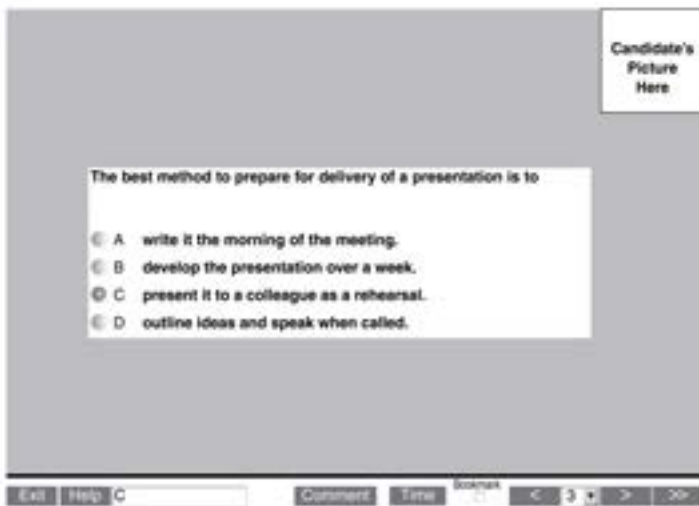 Candidate's
Picture
Here
The best method to prepare for delivery of a presentation is to
A write it the morning of the meeting.
B develop the presentation over a week.
C present it to a colleague as a rehearsal.
D outline ideas and speak when called.
Bookmark
Exit Help C Comment Time < 3 > >>